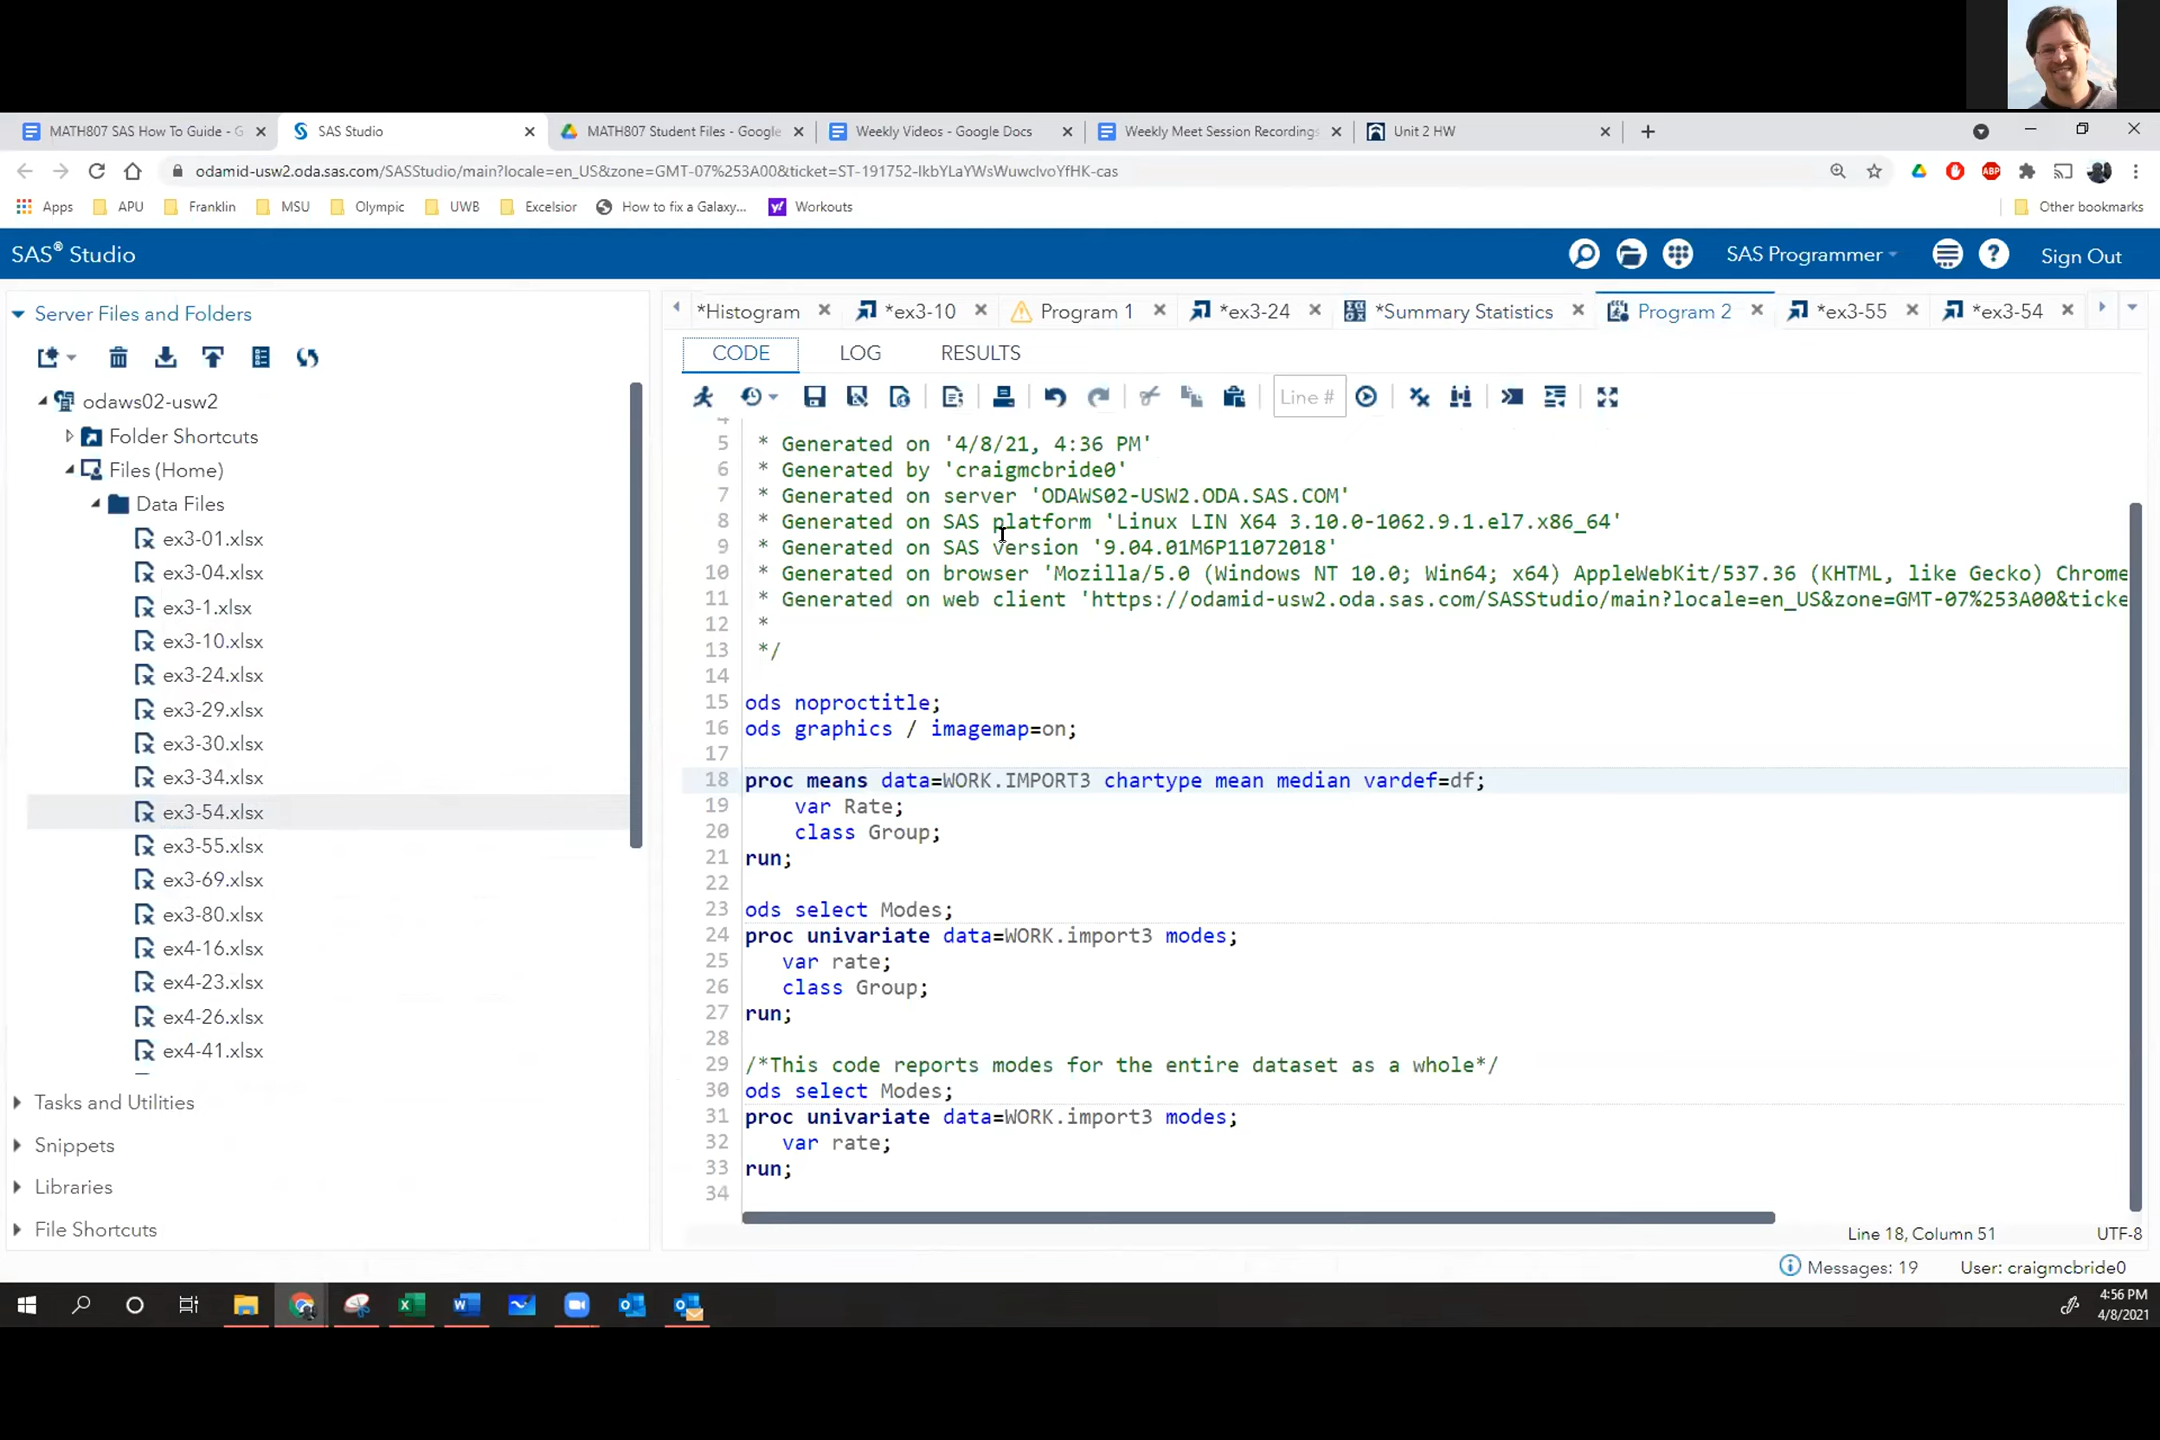 MATH807 SAS How To Guide - G
SAS Studio
MATH807 Student Files - Google
Weekly Videos - Google Docs
Weekly Meet Session Recordings
Unit 2 HW
odamid-usw2.oda.sas.com/SASStudio/main?locale=en_US&zone=GMT-07%253A00&ticket=ST-191752-IkbYLaYWsWuwclvoYfHK-cas
ABP
Apps
APU
Franklin
MSU
Olympic
UWB
Excelsior
How to fix a Galaxy...
Workouts
Other bookmarks
SAS® Studio
SAS Programmer
Sign Out
Server Files and Folders
odaws02-usw2
Folder Shortcuts
Files (Home)
Data Files
ex3-01.xlsx
ex3-04.xlsx
ex3-1.xlsx
ex3-10.xlsx
ex3-24.xlsx
ex3-29.xlsx
ex3-30.xlsx
ex3-34.xlsx
ex3-54.xlsx
ex3-55.xlsx
ex3-69.xlsx
ex3-80.xlsx
ex4-16.xlsx
ex4-23.xlsx
ex4-26.xlsx
ex4-41.xlsx
Tasks and Utilities
Snippets
Libraries
File Shortcuts
*Histogram
*ex3-10
Program 1
*ex3-24
*Summary Statistics
Program 2
*ex3-55
*ex3-54
CODE
LOG
RESULTS
Line #
5 * Generated on '4/8/21, 4:36 PM'
6 * Generated by 'craigmcbride0'
7 * Generated on server 'ODAWS02-USW2.ODA.SAS.COM'
8 * Generated on SAS platform 'Linux LIN X64 3.10.0-1062.9.1.el7.x86_64'
9 * Generated on SAS version '9.04.01M6P11072018'
10 * Generated on browser 'Mozilla/5.0 (Windows NT 10.0; Win64; x64) AppleWebKit/537.36 (KHTML, like Gecko) Chrome
11 * Generated on web client 'https://odamid-usw2.oda.sas.com/SASStudio/main?locale=en_US&zone=GMT-07%253A00&ticke
12 *
13 */
14
15 ods noproctitle;
16 ods graphics / imagemap=on;
17
18 proc means data=WORK.IMPORT3 chartype mean median vardef=df;
19 var Rate;
20 class Group;
21 run;
22
23 ods select Modes;
24 proc univariate data=WORK.import3 modes;
25 var rate;
26 class Group;
27 run;
28
29 /*This code reports modes for the entire dataset as a whole*/
30 ods select Modes;
31 proc univariate data=WORK.import3 modes;
32 var rate;
33 run;
34
Line 18, Column 51
UTF-8
Messages: 19
User: craigmcbride0
4:56 PM
4/8/2021